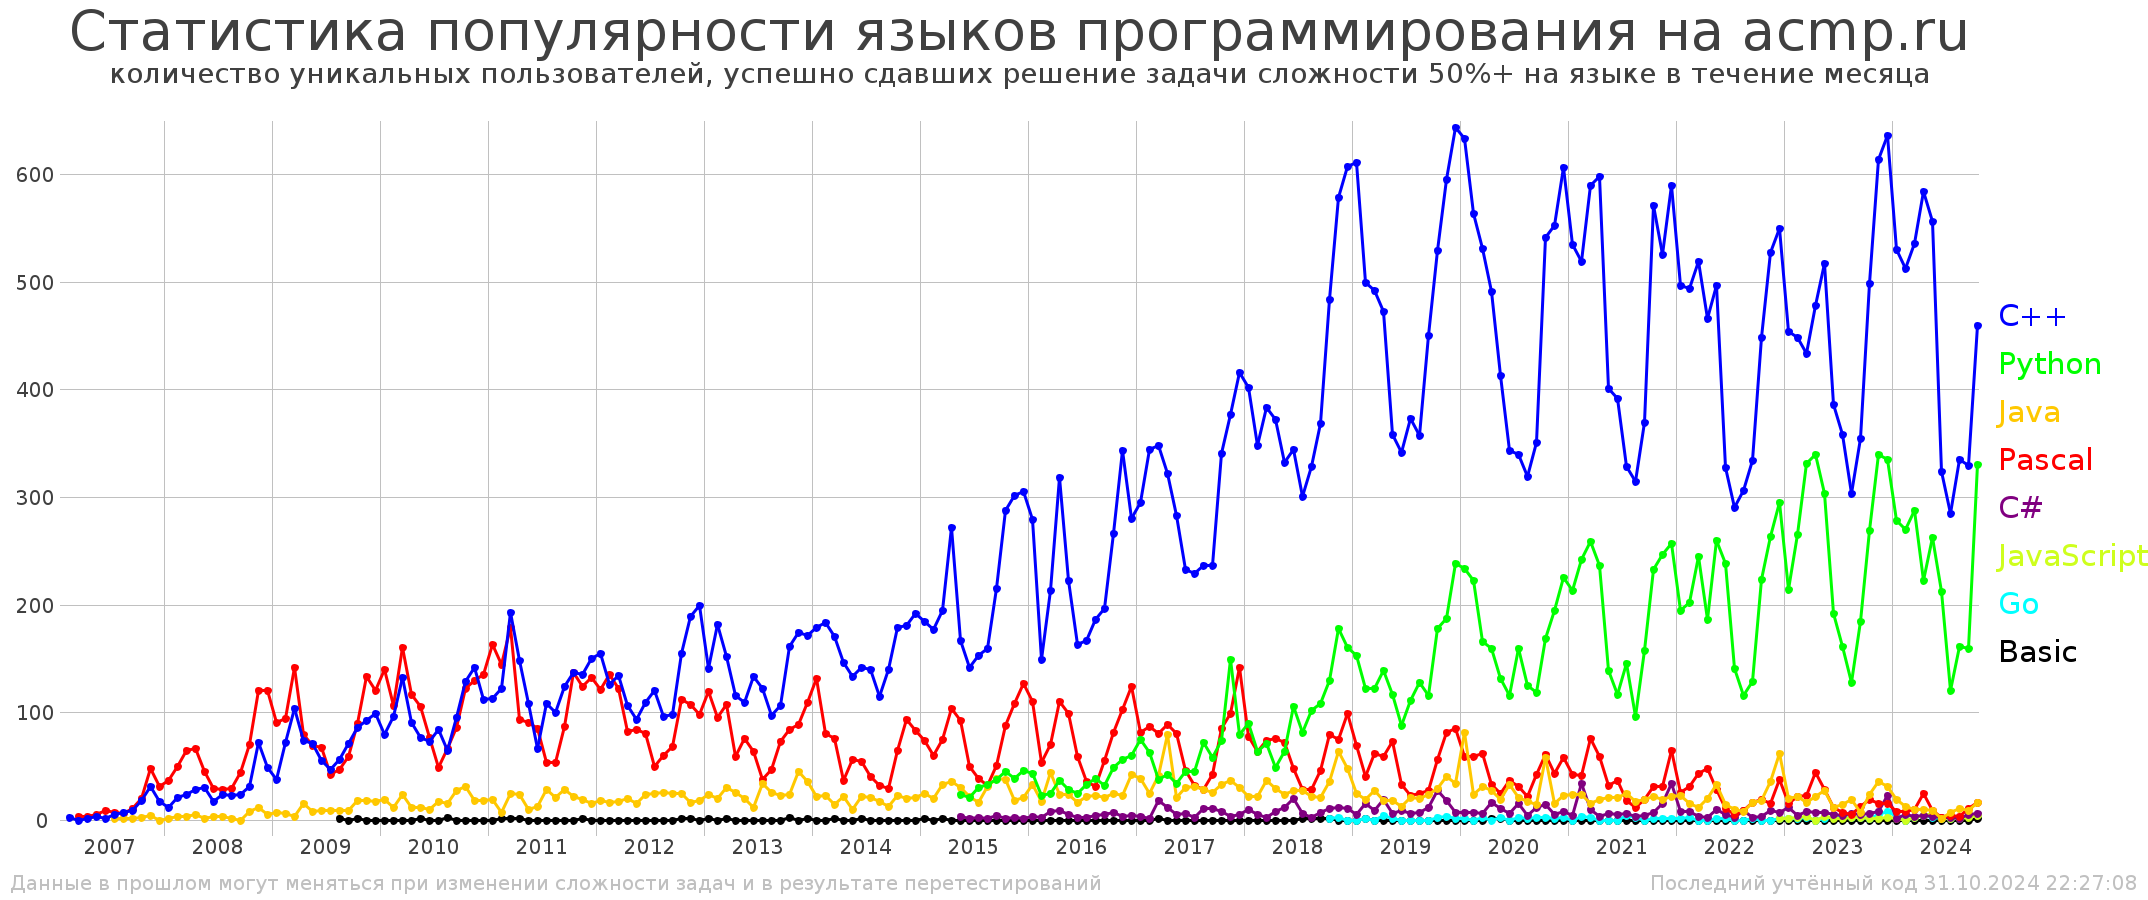 Статистика популярности языков программирования на acmp.ru
количество уникальных пользователей, успешно сдавших решение задачи сложности 50%+ на языке в течение месяца
600
500
400
300
200
100
0
C++
Python
Java
Pascal
C#
JavaScript
Go
Basic
2007 2008 2009 2010 2011 2012 2013 2014 2015 2016 2017 2018 2019 2020 2021 2022 2023 2024
Данные в прошлом могут меняться при изменении сложности задач и в результате перетестирований
Последний учтённый код 31.10.2024 22:27:08